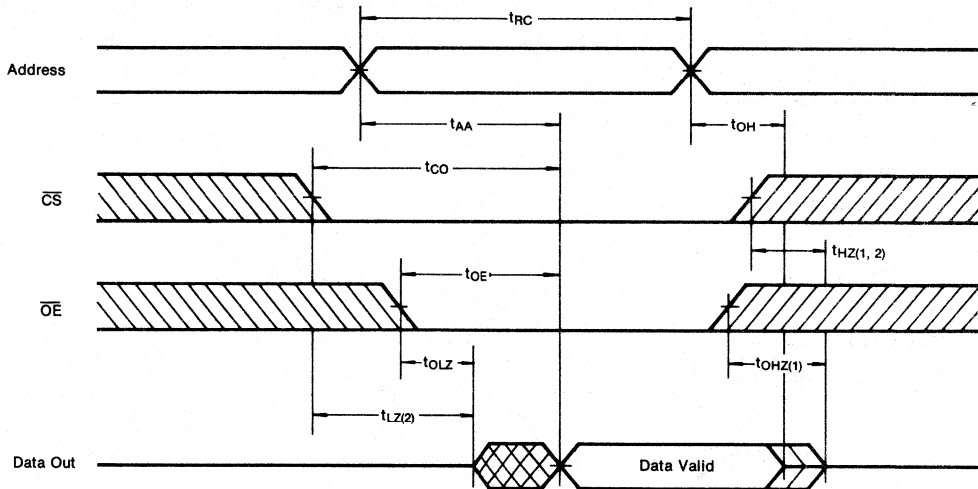 tRC
Address
tAA
tOH
tCO
CS
tHZ(1, 2)
tOE
OE
tOLZ
tOHZ(1)
tLZ(2)
Data Out
Data Valid